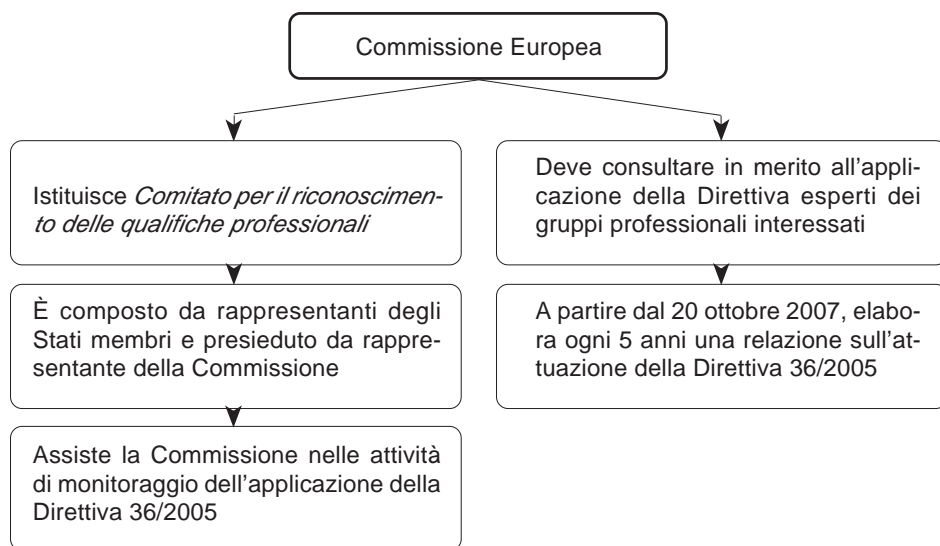 Commissione Europea
Istituisce Comitato per il riconoscimen-
to delle qualifiche professionali
È composto da rappresentanti degli
Stati membri e presieduto da rappre-
sentante della Commissione
Assiste la Commissione nelle attività
di monitoraggio dell'applicazione della
Direttiva 36/2005
Deve consultare in merito all'appli-
cazione della Direttiva esperti dei
gruppi professionali interessati
A partire dal 20 ottobre 2007, elabo-
ra ogni 5 anni una relazione sull'at-
tuazione della Direttiva 36/2005